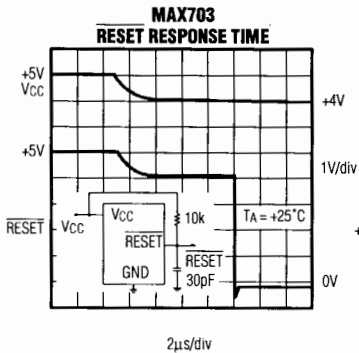 MAX703
RESET RESPONSE TIME
+5V
VCC
+4V
+5V
1V/div
VCC
VCC
10k
TA = +25°C
RESET
RESET
RESET
GND
30pF
0V
+
2µs/div